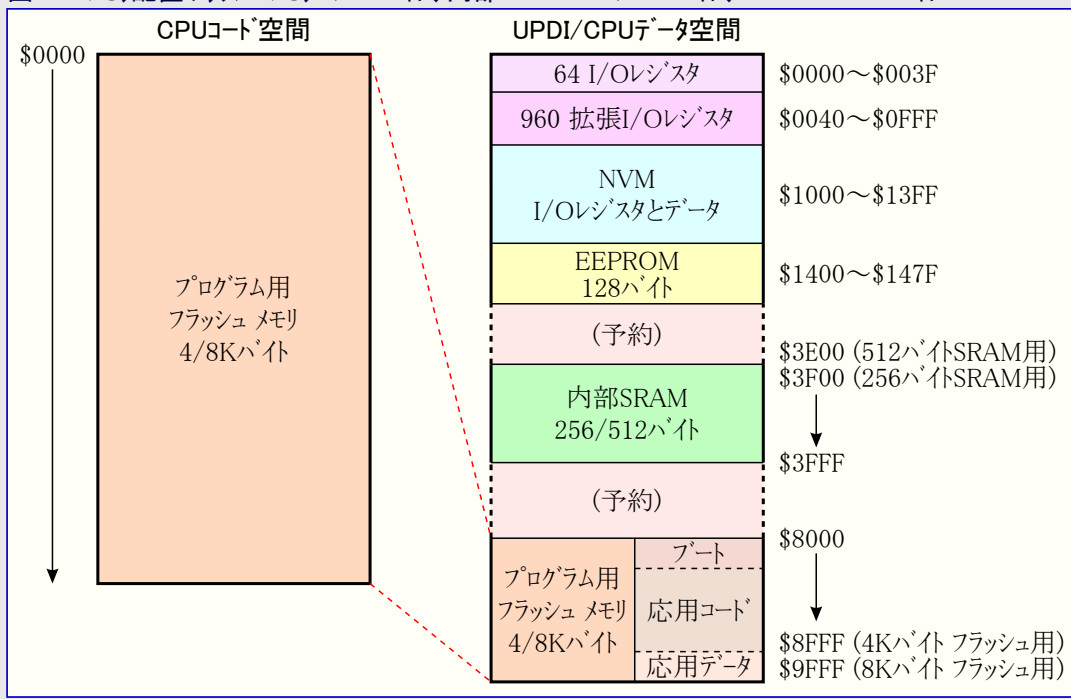 CPUコード空間
$0000
プログラム用
フラッシュ メモリ
4/8Kバイト
UPDI/CPUデータ空間
64 I/Oレジスタ
$0000～$003F
960 拡張I/Oレジスタ
$0040～$0FFF
NVM
I/Oレジスタとデータ
$1000～$13FF
EEPROM
128バイト
$1400～$147F
(予約)
$3E00 (512バイトSRAM用)
$3F00 (256バイトSRAM用)
内部SRAM
256/512バイト
$3FFF
(予約)
$8000
プログラム用
フラッシュ メモリ
4/8Kバイト
ブート
応用コード
応用データ
$8FFF (4Kバイト フラッシュ用)
$9FFF (8Kバイト フラッシュ用)